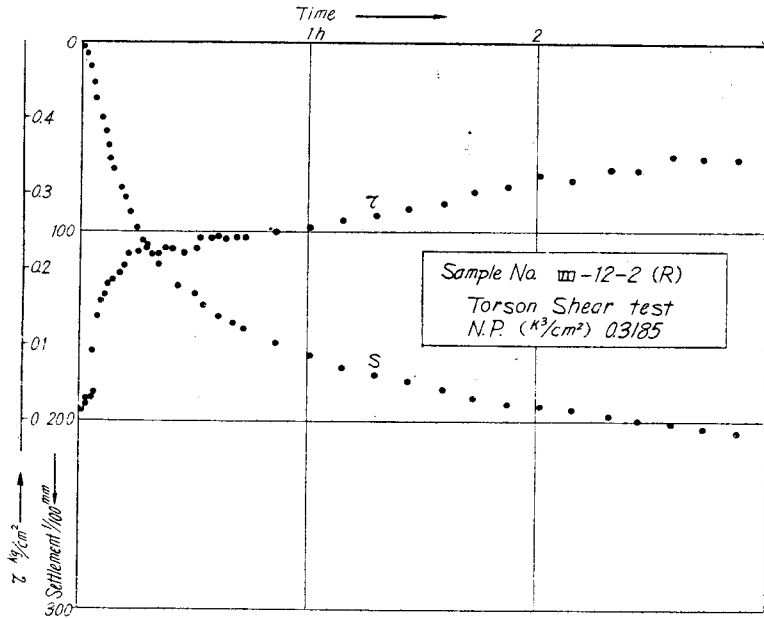 Time
1h 2
0
0.4
0.3
100
0.2
0.1
0. 200
300
τ
S
Sample No. III-12-2 (R)
Torson Shear test
N.P. (K³/cm²) 0.3185
τ Kg/cm²
Settlement 1/100 mm